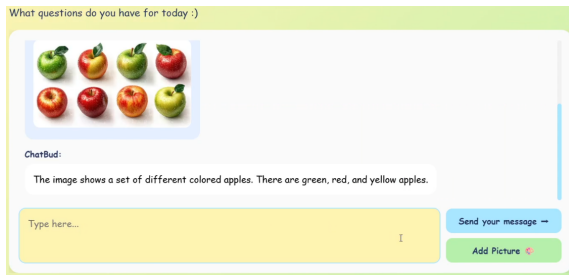 What questions do you have for today :)
ChatBud:
The image shows a set of different colored apples. There are green, red, and yellow apples.
Type here...
Send your message →
Add Picture